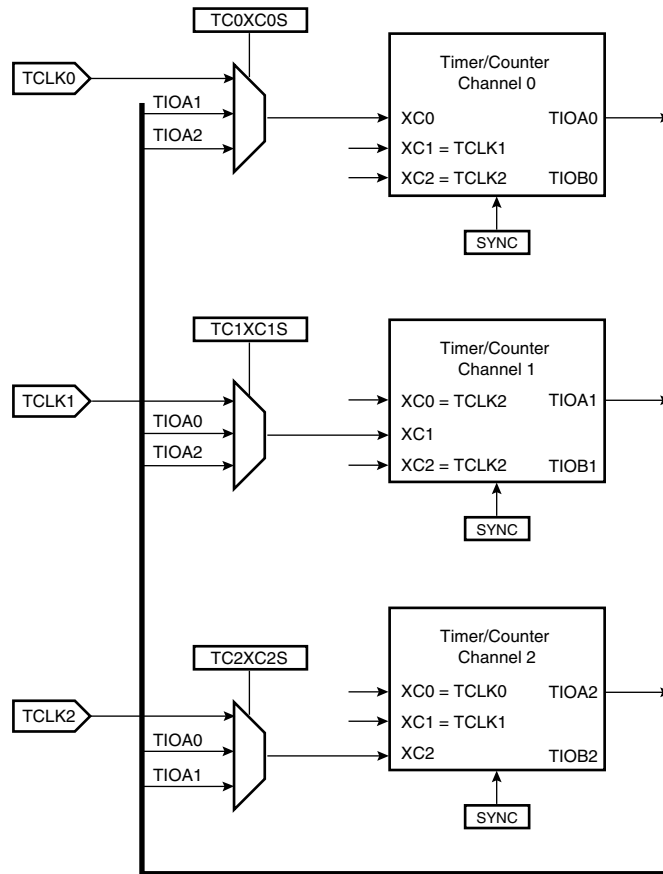 TC0XC0S
TCLK0
TIOA1
TIOA2
Timer/Counter
Channel 0
XC0
TIOA0
XC1 = TCLK1
XC2 = TCLK2
TIOB0
SYNC
TC1XC1S
TCLK1
TIOA0
TIOA2
Timer/Counter
Channel 1
XC0 = TCLK2
TIOA1
XC1
XC2 = TCLK2
TIOB1
SYNC
TC2XC2S
TCLK2
TIOA0
TIOA1
Timer/Counter
Channel 2
XC0 = TCLK0
TIOA2
XC1 = TCLK1
XC2
TIOB2
SYNC